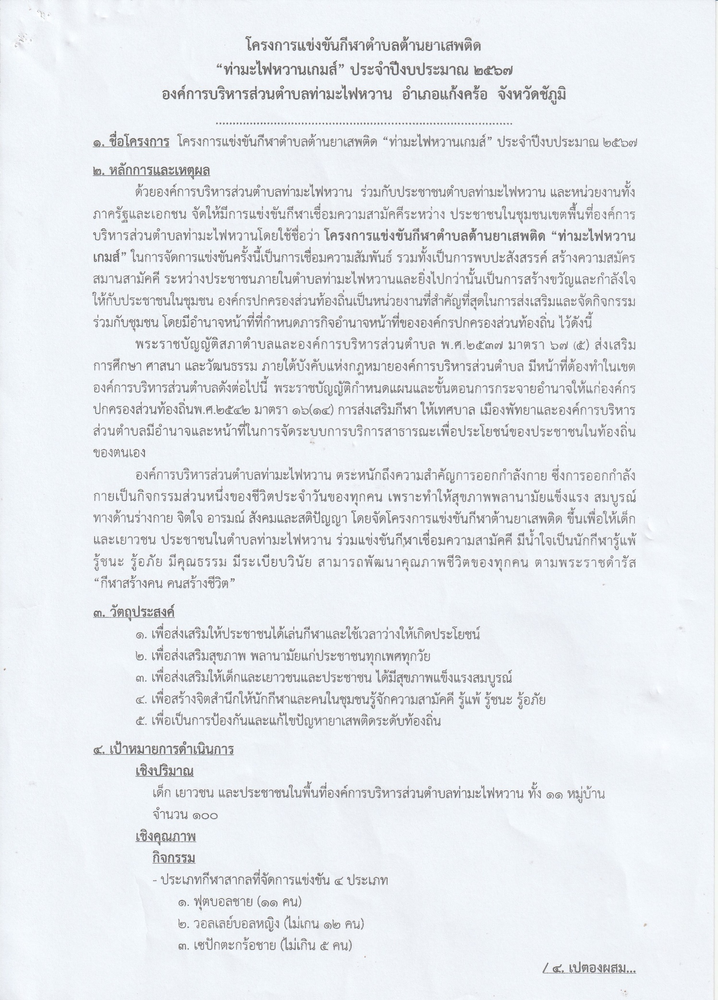 โครงการแข่งขันกีฬาตำบลต้านยาเสพติด
“ท่ามะไฟหวานเกมส์” ประจำปีงบประมาณ ๒๕๖๗
องค์การบริหารส่วนตำบลท่ามะไฟหวาน อำเภอแก้งคร้อ จังหวัดชัภูมิ
........................................................................................
๑. ชื่อโครงการ โครงการแข่งขันกีฬาตำบลต้านยาเสพติด “ท่ามะไฟหวานเกมส์” ประจำปีงบประมาณ ๒๕๖๗
๒. หลักการและเหตุผล
ด้วยองค์การบริหารส่วนตำบลท่ามะไฟหวาน ร่วมกับประชาชนตำบลท่ามะไฟหวาน และหน่วยงานทั้ง
ภาครัฐและเอกชน จัดให้มีการแข่งขันกีฬาเชื่อมความสามัคคีระหว่าง ประชาชนในชุมชนเขตพื้นที่องค์การ
บริหารส่วนตำบลท่ามะไฟหวานโดยใช้ชื่อว่า โครงการแข่งขันกีฬาตำบลต้านยาเสพติด “ท่ามะไฟหวาน
เกมส์” ในการจัดการแข่งขันครั้งนี้เป็นการเชื่อมความสัมพันธ์ รวมทั้งเป็นการพบปะสังสรรค์ สร้างความสมัคร
สมานสามัคคี ระหว่างประชาชนภายในตำบลท่ามะไฟหวานและยิ่งไปกว่านั้นเป็นการสร้างขวัญและกำลังใจ
ให้กับประชาชนในชุมชน องค์กรปกครองส่วนท้องถิ่นเป็นหน่วยงานที่สำคัญที่สุดในการส่งเสริมและจัดกิจกรรม
ร่วมกับชุมชน โดยมีอำนาจหน้าที่ที่กำหนดภารกิจอำนาจหน้าที่ขององค์กรปกครองส่วนท้องถิ่น ไว้ดังนี้
พระราชบัญญัติสภาตำบลและองค์การบริหารส่วนตำบล พ.ศ.๒๕๓๗ มาตรา ๖๗ (๕) ส่งเสริม
การศึกษา ศาสนา และวัฒนธรรม ภายใต้บังคับแห่งกฎหมายองค์การบริหารส่วนตำบล มีหน้าที่ต้องทำในเขต
องค์การบริหารส่วนตำบลดังต่อไปนี้ พระราชบัญญัติกำหนดแผนและขั้นตอนการกระจายอำนาจให้แก่องค์กร
ปกครองส่วนท้องถิ่นพ.ศ.๒๕๔๒ มาตรา ๑๖(๑๔) การส่งเสริมกีฬา ให้เทศบาล เมืองพัทยาและองค์การบริหาร
ส่วนตำบลมีอำนาจและหน้าที่ในการจัดระบบการบริการสาธารณะเพื่อประโยชน์ของประชาชนในท้องถิ่น
ของตนเอง
องค์การบริหารส่วนตำบลท่ามะไฟหวาน ตระหนักถึงความสำคัญการออกกำลังกาย ซึ่งการออกกำลัง
กายเป็นกิจกรรมส่วนหนึ่งของชีวิตประจำวันของทุกคน เพราะทำให้สุขภาพพลานามัยแข็งแรง สมบูรณ์
ทางด้านร่างกาย จิตใจ อารมณ์ สังคมและสติปัญญา โดยจัดโครงการแข่งขันกีฬาต้านยาเสพติด ขึ้นเพื่อให้เด็ก
และเยาวชน ประชาชนในตำบลท่ามะไฟหวาน ร่วมแข่งขันกีฬาเชื่อมความสามัคคี มีน้ำใจเป็นนักกีฬารู้แพ้
รู้ชนะ รู้อภัย มีคุณธรรม มีระเบียบวินัย สามารถพัฒนาคุณภาพชีวิตของทุกคน ตามพระราชดำรัส
“กีฬาสร้างคน คนสร้างชีวิต”
๓. วัตถุประสงค์
๑. เพื่อส่งเสริมให้ประชาชนได้เล่นกีฬาและใช้เวลาว่างให้เกิดประโยชน์
๒. เพื่อส่งเสริมสุขภาพ พลานามัยแก่ประชาชนทุกเพศทุกวัย
๓. เพื่อส่งเสริมให้เด็กและเยาวชนและประชาชน ได้มีสุขภาพแข็งแรงสมบูรณ์
๔. เพื่อสร้างจิตสำนึกให้นักกีฬาและคนในชุมชนรู้จักความสามัคคี รู้แพ้ รู้ชนะ รู้อภัย
๕. เพื่อเป็นการป้องกันและแก้ไขปัญหายาเสพติดระดับท้องถิ่น
๔. เป้าหมายการดำเนินการ
เชิงปริมาณ
เด็ก เยาวชน และประชาชนในพื้นที่องค์การบริหารส่วนตำบลท่ามะไฟหวาน ทั้ง ๑๑ หมู่บ้าน
จำนวน ๑๐๐
เชิงคุณภาพ
กิจกรรม
- ประเภทกีฬาสากลที่จัดการแข่งขัน ๔ ประเภท
๑. ฟุตบอลชาย (๑๑ คน)
๒. วอลเลย์บอลหญิง (ไม่เกน ๑๒ คน)
๓. เซปักตะกร้อชาย (ไม่เกิน ๕ คน)
/ ๔. เปตองผสม...